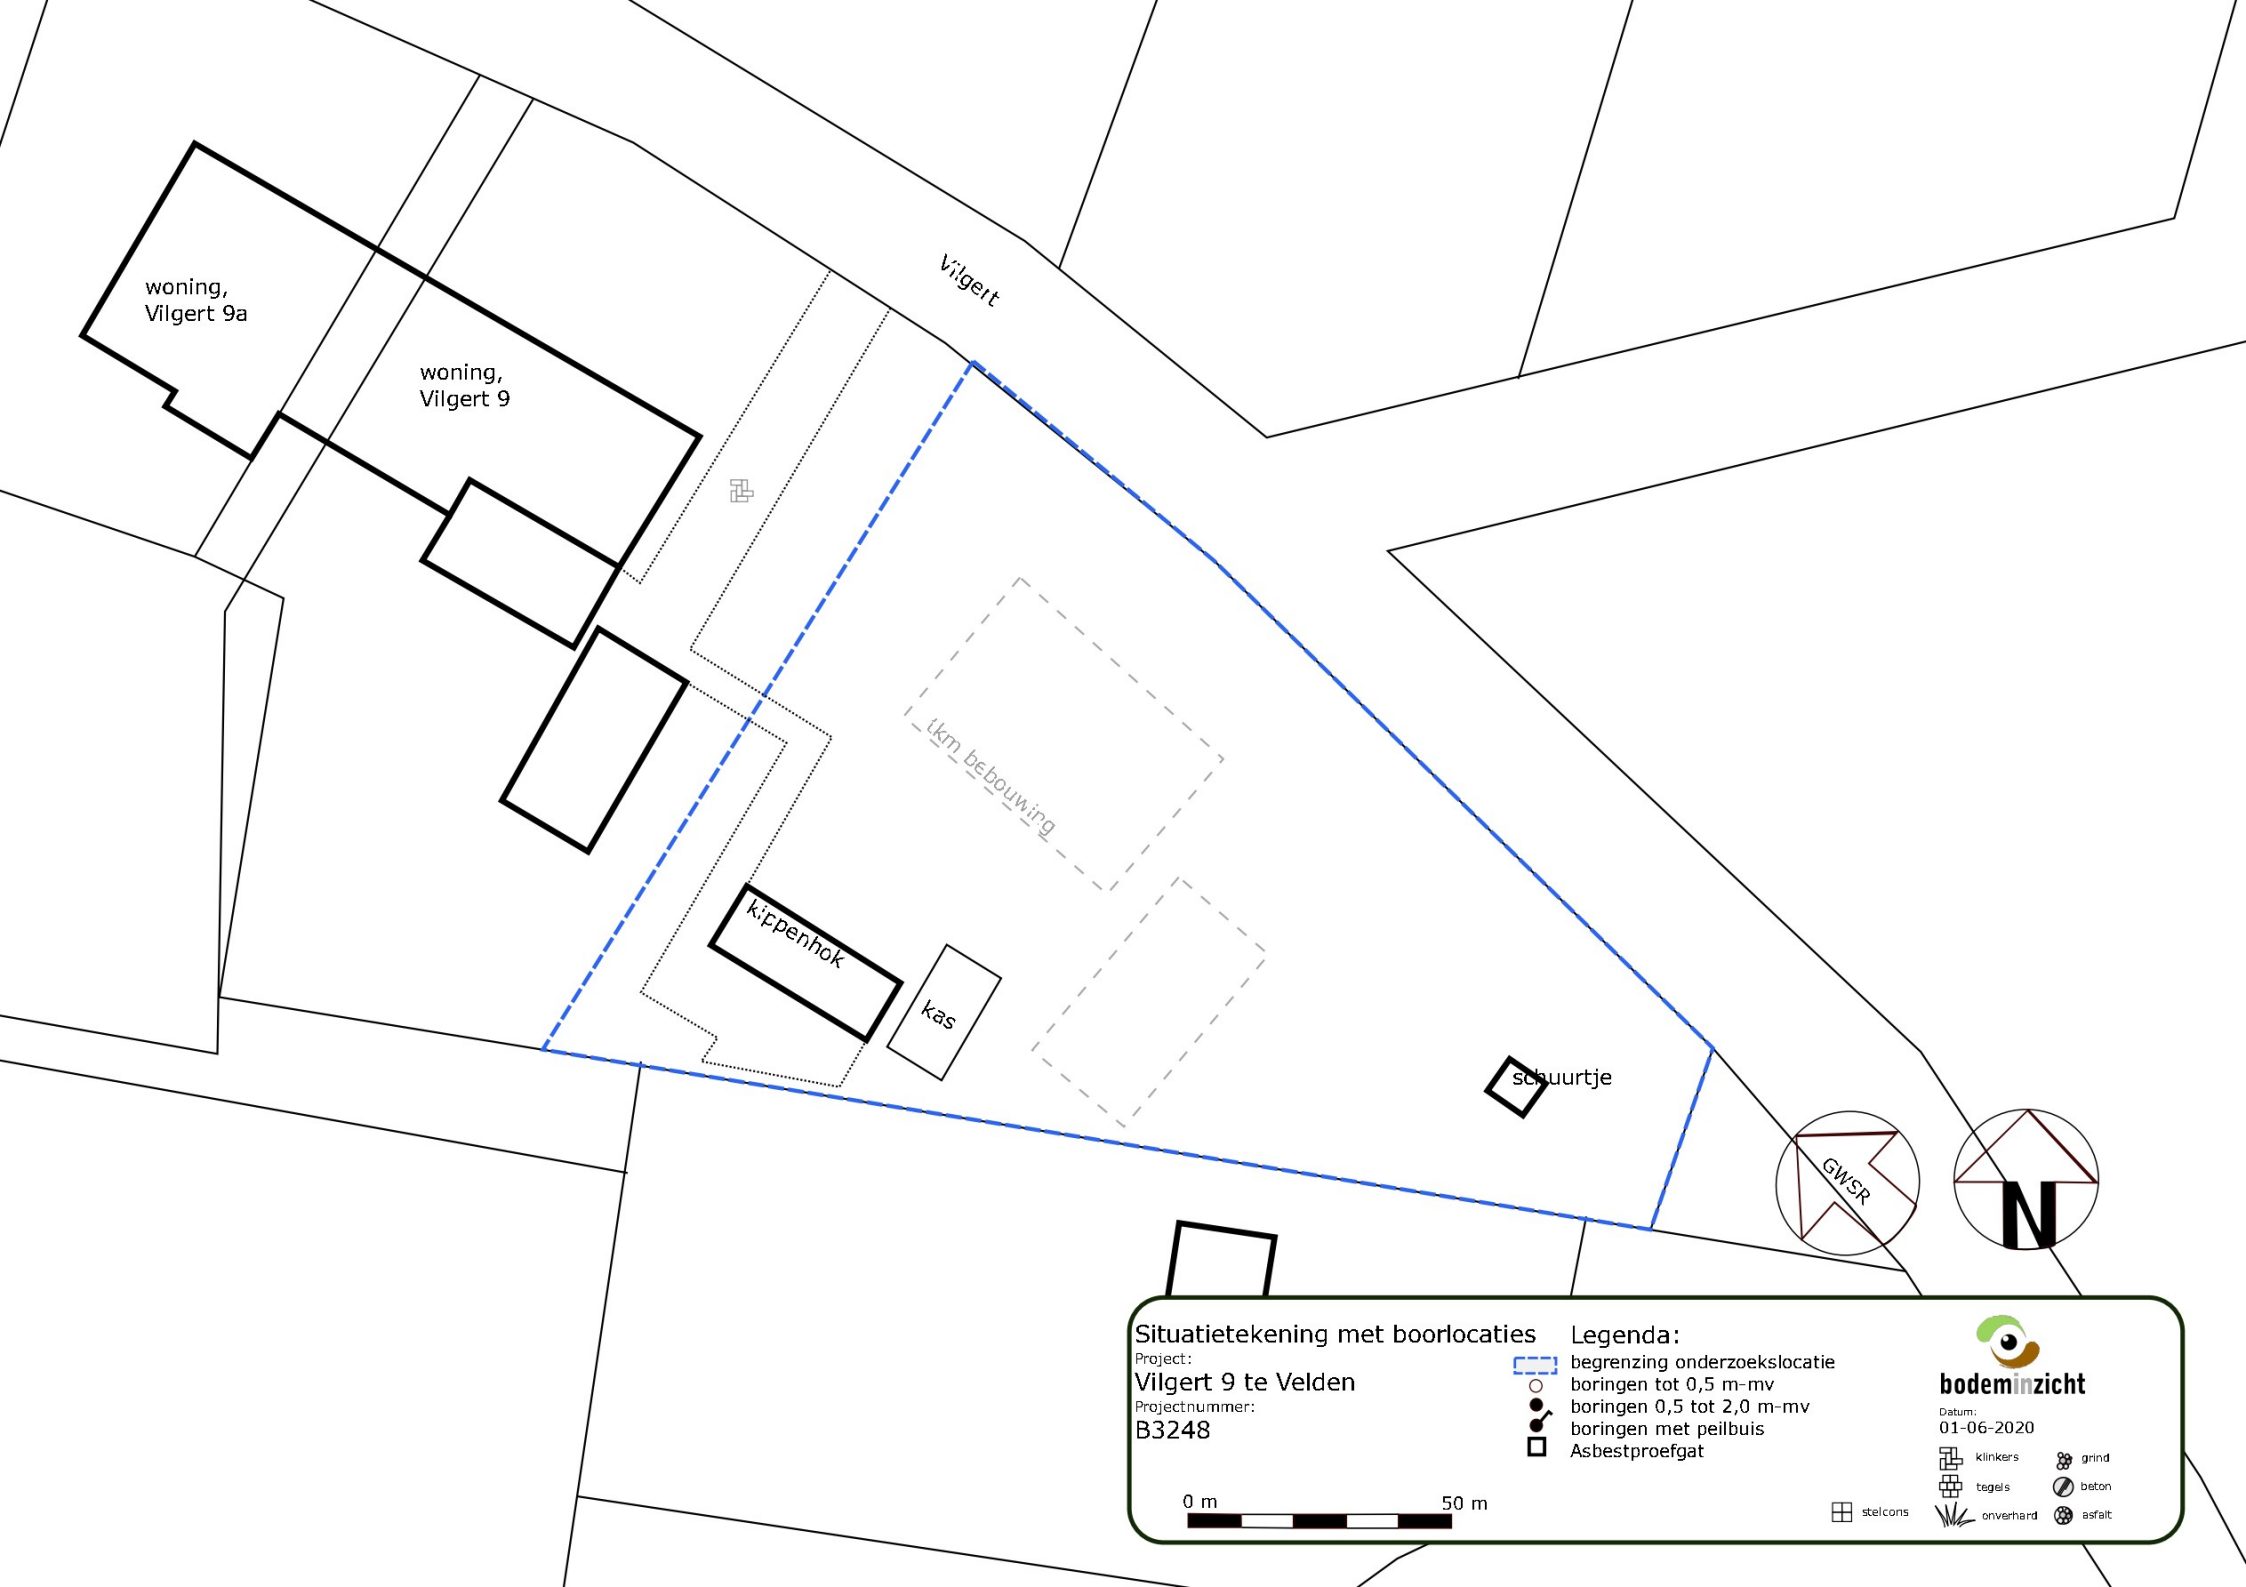 Vilgert
woning,
Vilgert 9a
woning,
Vilgert 9
tkm bebouwing
kippenhok
kas
schuurtje
GWSR
N
Situatietekening met boorlocaties
Project:
Vilgert 9 te Velden
Projectnummer:
B3248
0 m
50 m
Legenda:
begrenzing onderzoekslocatie
boringen tot 0,5 m-mv
boringen 0,5 tot 2,0 m-mv
boringen met peilbuis
Asbestproefgat
bodeminzicht
Datum:
01-06-2020
klinkers
grind
tegels
beton
stelcons
onverhard
asfalt